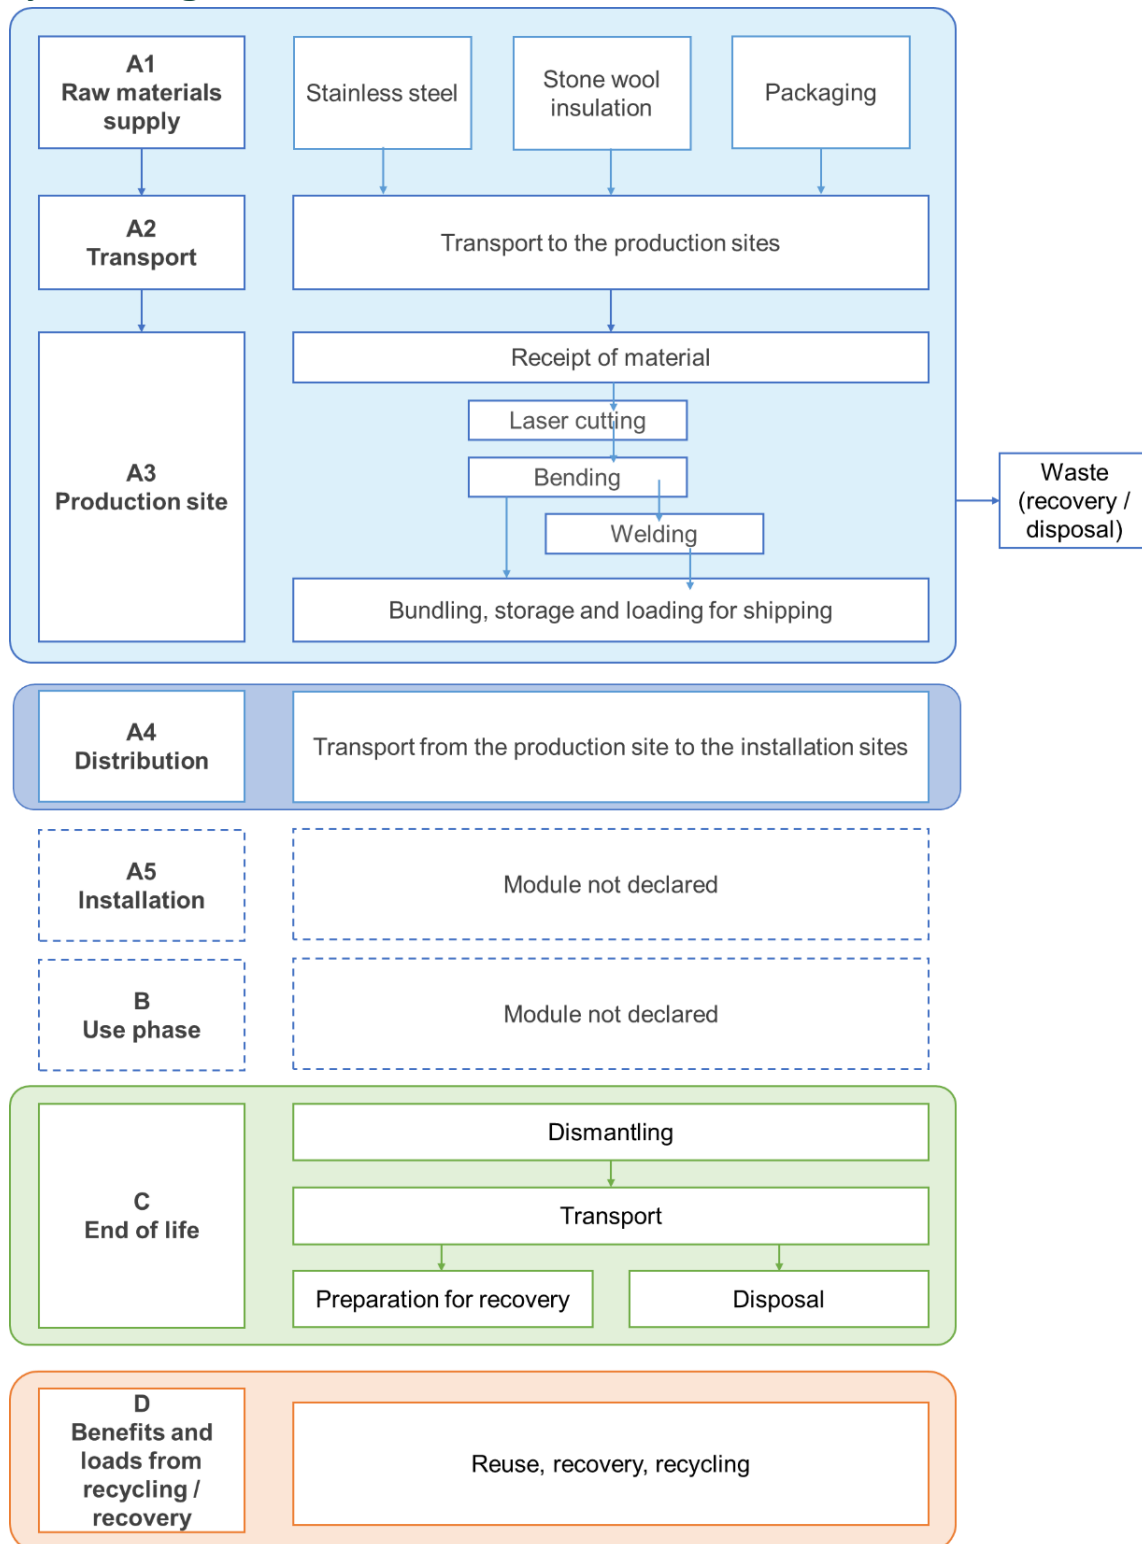 A1
Raw materials
supply
Stainless steel
Stone wool
insulation
Packaging
A2
Transport
Transport to the production sites
A3
Production site
Receipt of material
Laser cutting
Bending
Welding
Bundling, storage and loading for shipping
Waste
(recovery /
disposal)
A4
Distribution
Transport from the production site to the installation sites
A5
Installation
Module not declared
B
Use phase
Module not declared
C
End of life
Dismantling
Transport
Preparation for recovery
Disposal
D
Benefits and
loads from
recycling /
recovery
Reuse, recovery, recycling